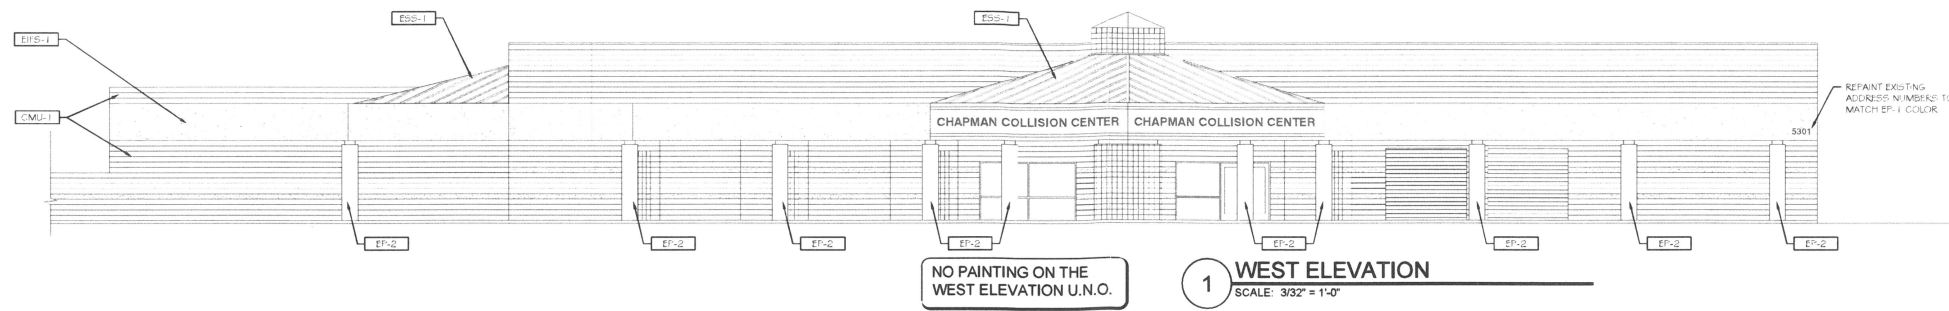 ESS-1
ESS-1
EIFS-1
CMU-1
REPAINT EXISTING
ADDRESS NUMBERS TO
MATCH EP-1 COLOR
CHAPMAN COLLISION CENTER CHAPMAN COLLISION CENTER
5301
EP-2 EP-2 EP-2 EP-2 EP-2 EP-2 EP-2 EP-2
NO PAINTING ON THE
WEST ELEVATION U.N.O.
1 WEST ELEVATION
SCALE: 3/32" = 1'-0"